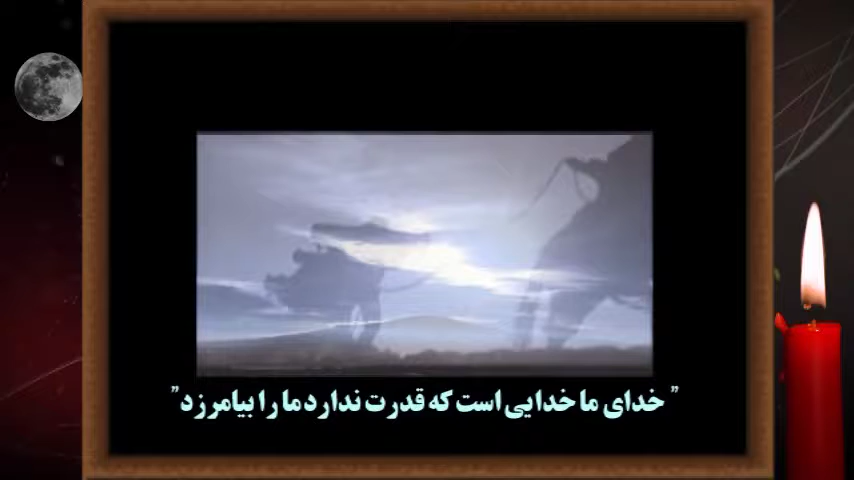 " خدای ما خدایی است که قدرت ندارد ما را بیامرزد"